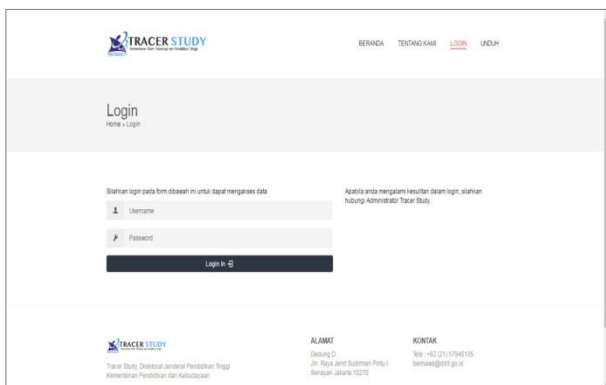 TRACER STUDY
BERANDA TENTANG KAMI LOGIN UNDUH
Login
Home » Login
Silahkan login pada form dibawah ini untuk dapat mengakses data
Username
Password
Login In
Apabila anda mengalami kesulitan dalam login, silahkan
hubungi Administrator Tracer Study.
TRACER STUDY
Tracer Study, Direktorat Jenderal Pendidikan Tinggi
Kementerian Pendidikan dan Kebudayaan
ALAMAT
Gedung D
Jln. Raya Jend Sudirman Pintu I
Senayan Jakarta 10270
KONTAK
Telp : +62 (21) 57946105